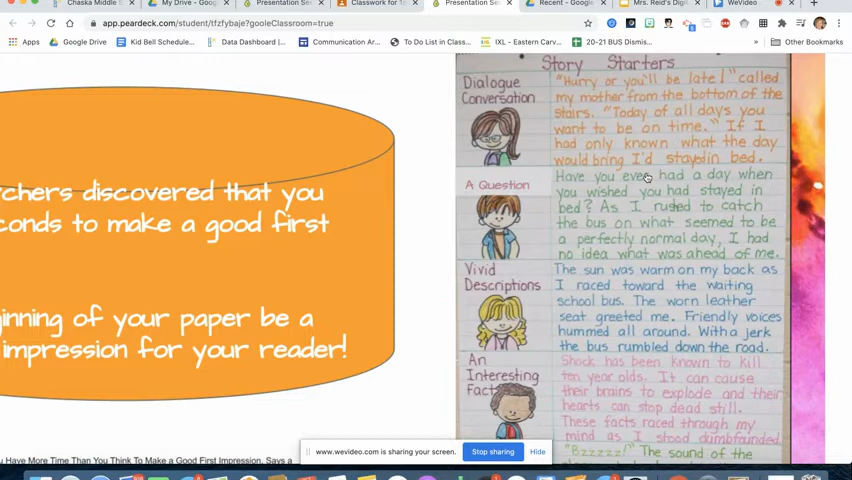 Chaska Middle S
My Drive – Goog
Presentation Ses
Classroom for 1
Presentation Ses
Recent – Google
Mrs. Reid's Digit
WeVideo
app.peardeck.com/student/tfzfybaje?gooleClassroom=true
Apps
Kid Bell Schedul...
Data Dashboard |...
Communication Ar...
To Do List in Class...
IXL - Eastern Carv...
20-21 BUS Dismis...
»
Other Bookmarks
rchers discovered that you
conds to make a good first
ginning of your paper be a
impression for your reader!
You Have More Time Than You Think To Make a Good First Impression, Says a
Story Starters
Dialogue
Conversation
"Hurry or you'll be late!" called
my mother from the bottom of the
stairs. "Today of all days you
want to be on time." If I
had only known what the day
would bring I'd stayed in bed.
A Question
Have you ever had a day when
you wished you had stayed in
bed? As I rushed to catch
the bus on what seemed to be
a perfectly normal day, I had
no idea what was ahead of me.
Vivid
Descriptions
The sun was warm on my back as
I raced toward the waiting
school bus. The worn leather
seat greeted me. Friendly voices
hummed all around. With a jerk
the bus rumbled down the road.
An
Interesting
Fact
Shock has been known to kill
ten year olds. It can cause
their brains to explode and their
hearts can stop dead still.
These facts raced through my
mind as I stood dumbfounded.
"Bzzzzz!" The sound of the
www.wevideo.com is sharing your screen.
Stop sharing
Hide